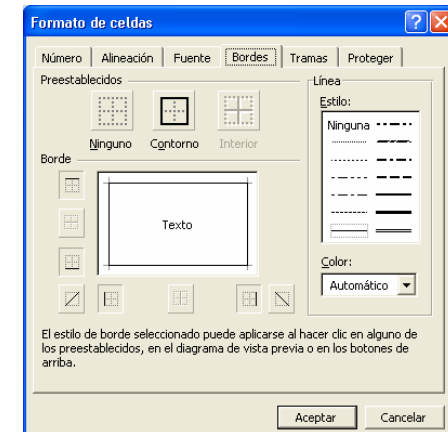 Formato de celdas
Número Alineación Fuente Bordes Tramas Proteger
Preestablecidos
Ninguno Contorno Interior
Borde
Texto
Línea
Estilo:
Ninguna
Color:
Automático
El estilo de borde seleccionado puede aplicarse al hacer clic en alguno de
los preestablecidos, en el diagrama de vista previa o en los botones de
arriba.
Aceptar Cancelar